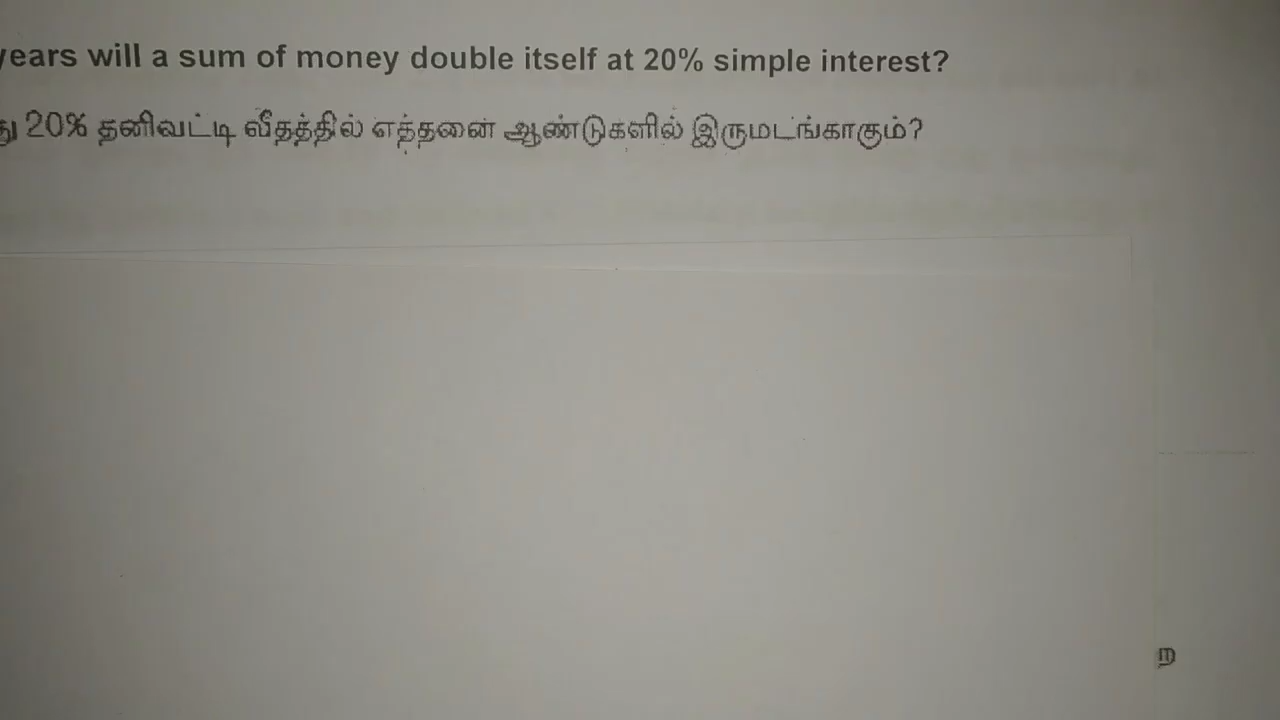 years will a sum of money double itself at 20% simple interest?
து 20% தனிவட்டி வீதத்தில் எத்தனை ஆண்டுகளில் இருமடங்காகும்?